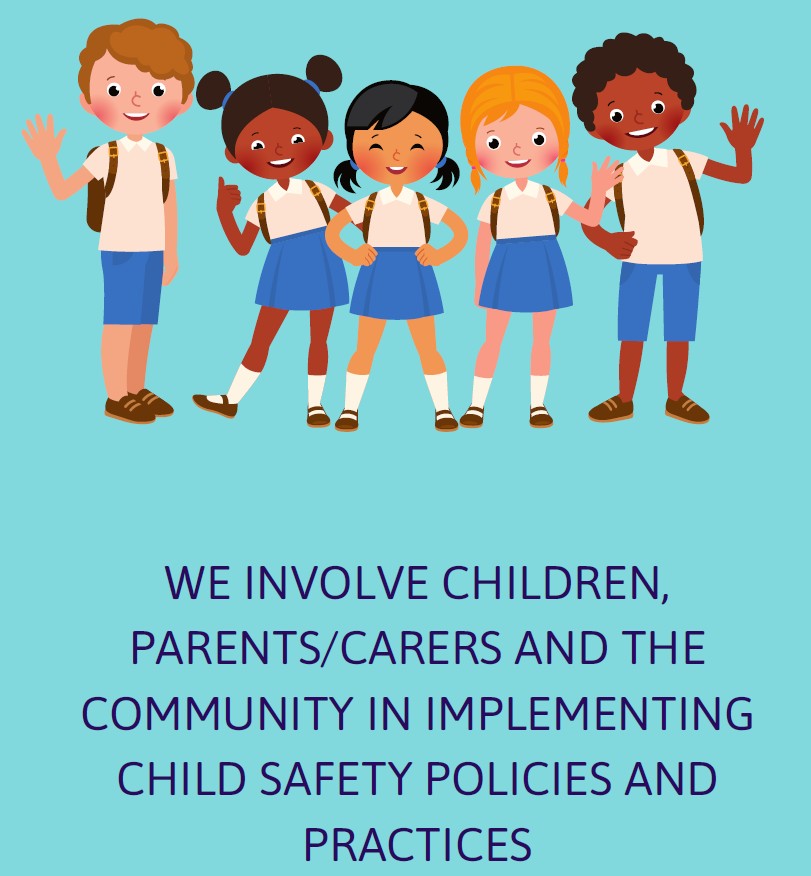 WE INVOLVE CHILDREN,
PARENTS/CARERS AND THE
COMMUNITY IN IMPLEMENTING
CHILD SAFETY POLICIES AND
PRACTICES